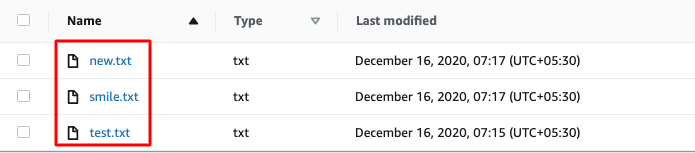 Name Type Last modified
new.txt txt December 16, 2020, 07:17 (UTC+05:30)
smile.txt txt December 16, 2020, 07:17 (UTC+05:30)
test.txt txt December 16, 2020, 07:15 (UTC+05:30)